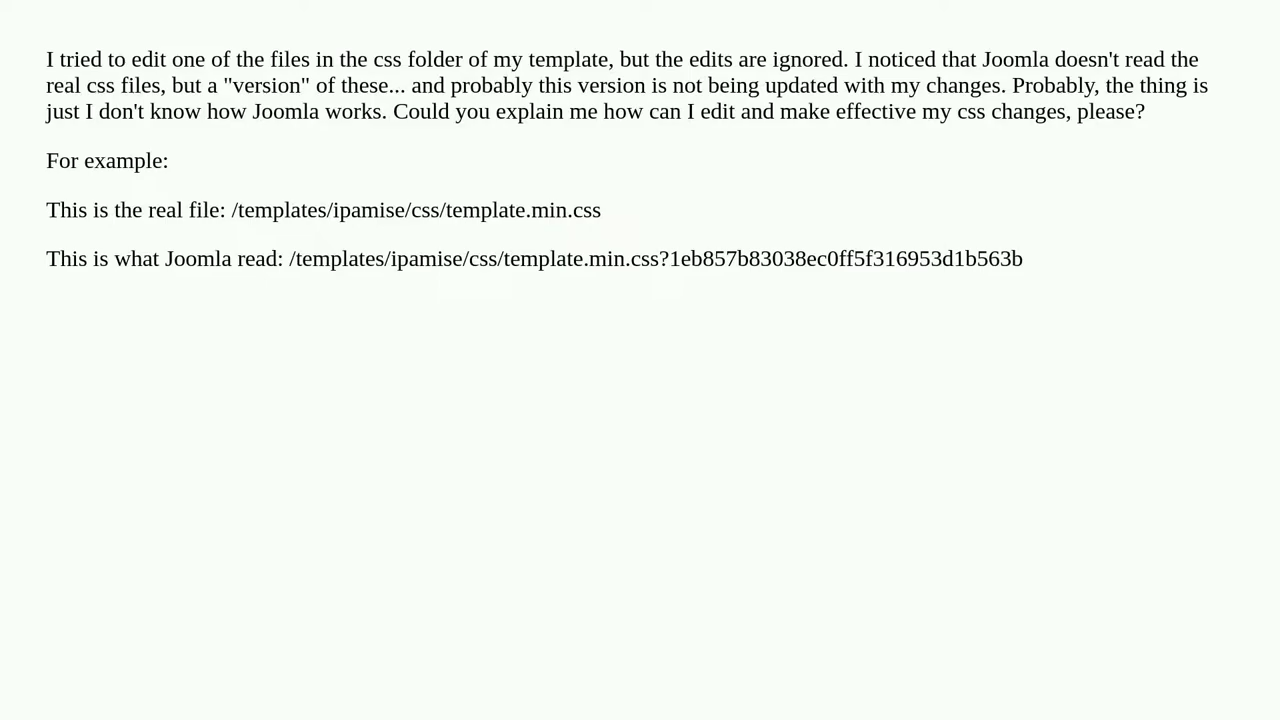 I tried to edit one of the files in the css folder of my template, but the edits are ignored. I noticed that Joomla doesn't read the
real css files, but a "version" of these... and probably this version is not being updated with my changes. Probably, the thing is
just I don't know how Joomla works. Could you explain me how can I edit and make effective my css changes, please?
For example:
This is the real file: /templates/ipamise/css/template.min.css
This is what Joomla read: /templates/ipamise/css/template.min.css?1eb857b83038ec0ff5f316953d1b563b